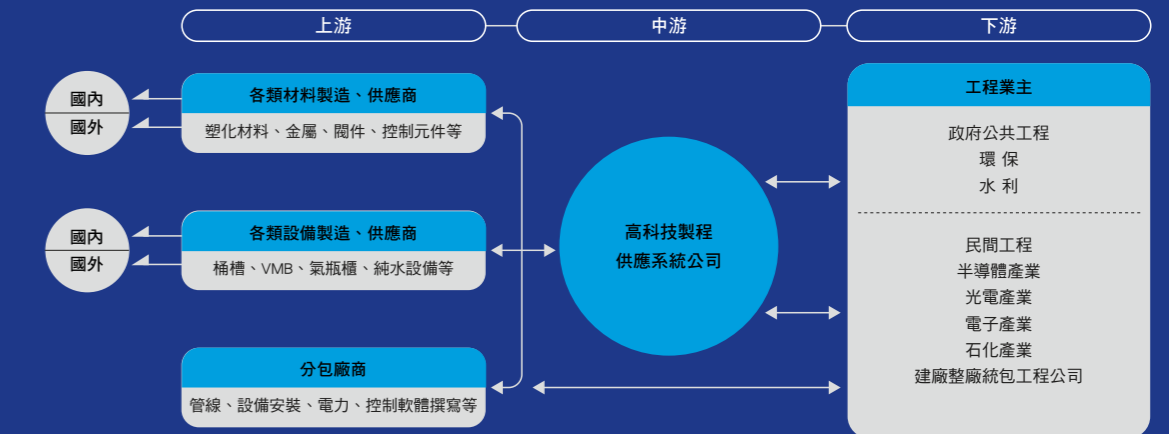 上游
中游
下游
國內
國外
各類材料製造、供應商
塑化材料、金屬、閥件、控制元件等
國內
國外
各類設備製造、供應商
桶槽、VMB、氣瓶櫃、純水設備等
分包廠商
管線、設備安裝、電力、控制軟體撰寫等
高科技製程
供應系統公司
工程業主
政府公共工程
環 保
水 利
民間工程
半導體產業
光電產業
電子產業
石化產業
建廠整廠統包工程公司